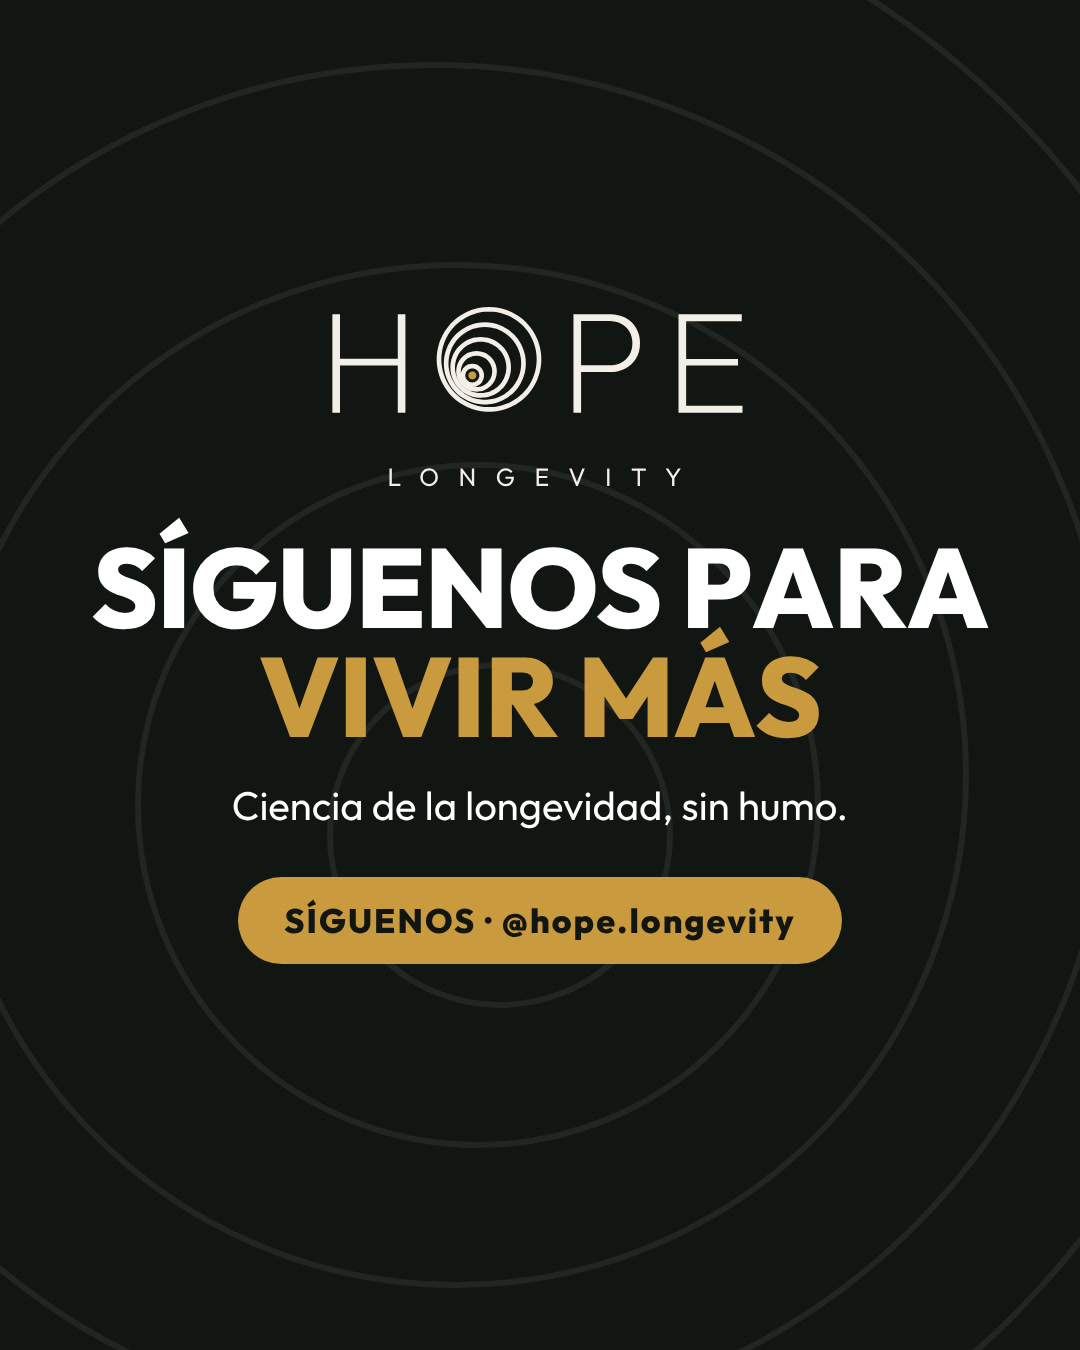 HOPE
LONGEVITY
SÍGUENOS PARA
VIVIR MÁS
Ciencia de la longevidad, sin humo.
SÍGUENOS · @hope.longevity